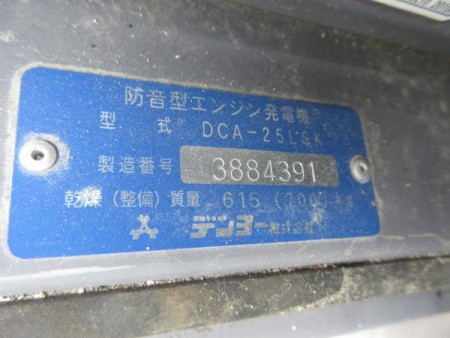 防音型エンジン発電機
型 式 DCA-25LSK
製造番号 3884391
乾燥(整備)質量 615 (700) kg
デンヨー株式会社